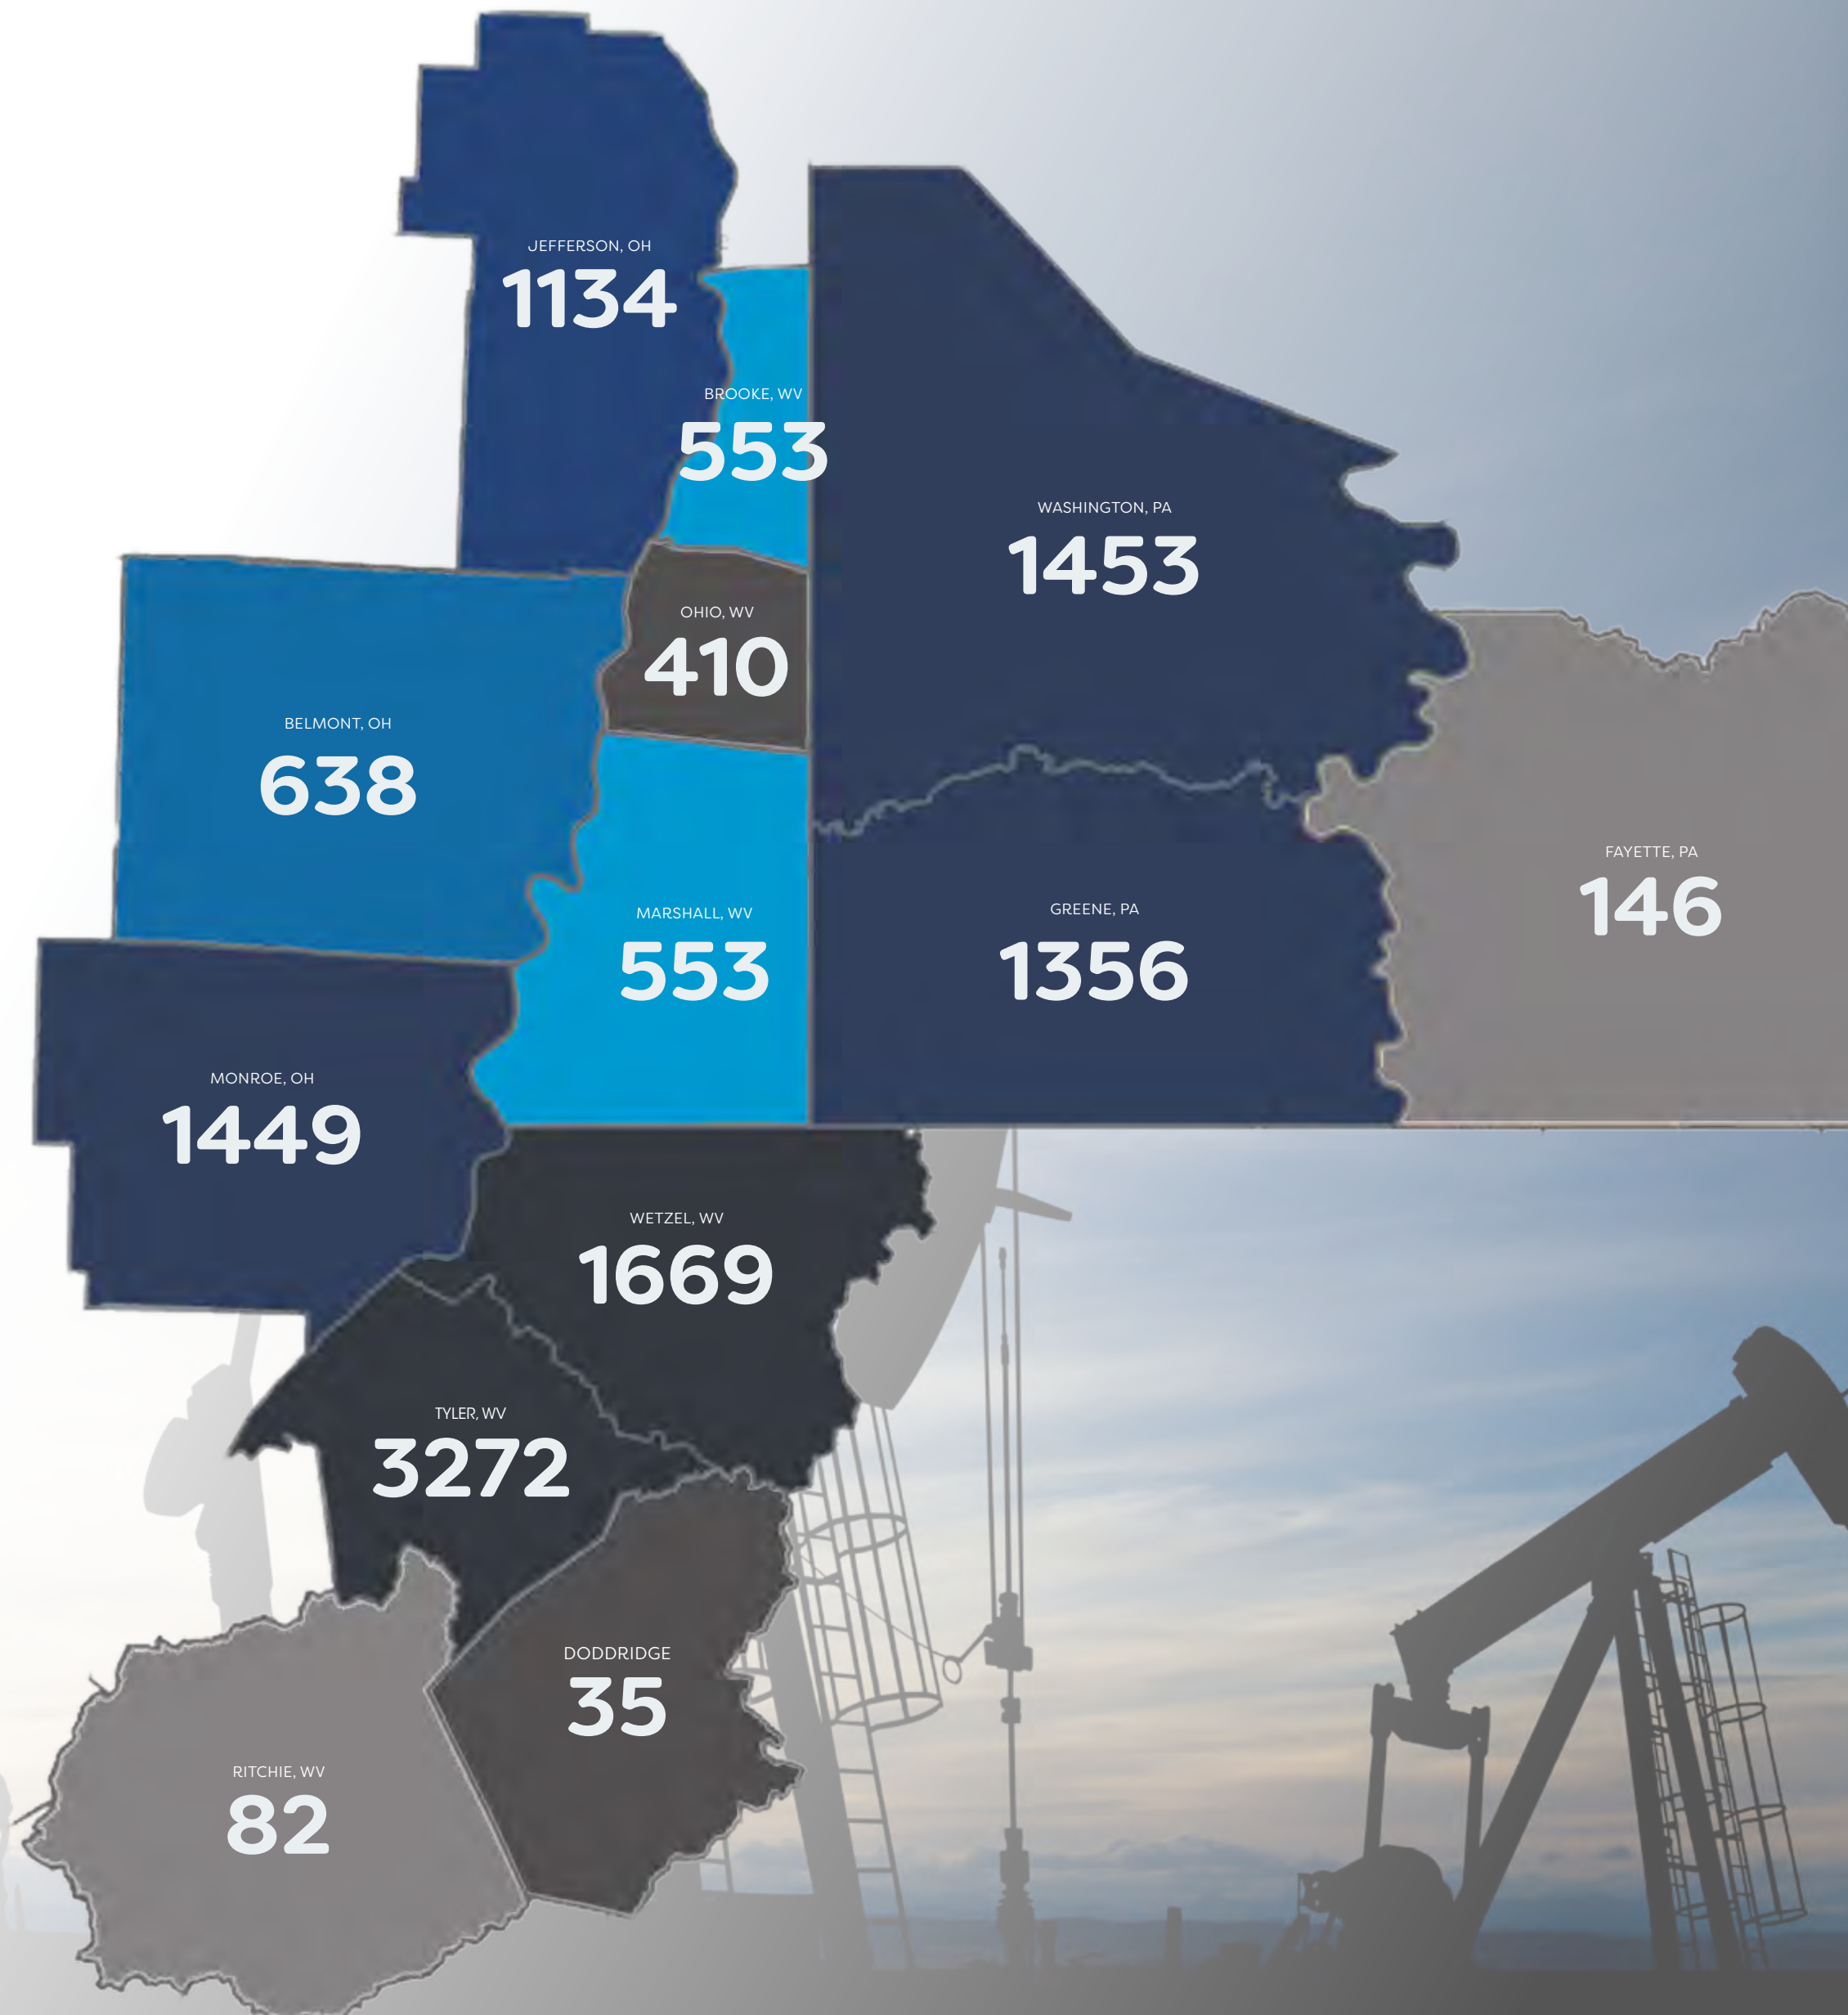 JEFFERSON, OH
1134
BROOKE, WV
553
WASHINGTON, PA
1453
OHIO, WV
410
BELMONT, OH
638
FAYETTE, PA
146
MARSHALL, WV
553
GREENE, PA
1356
MONROE, OH
1449
WETZEL, WV
1669
TYLER, WV
3272
DODDRIDGE
35
RITCHIE, WV
82